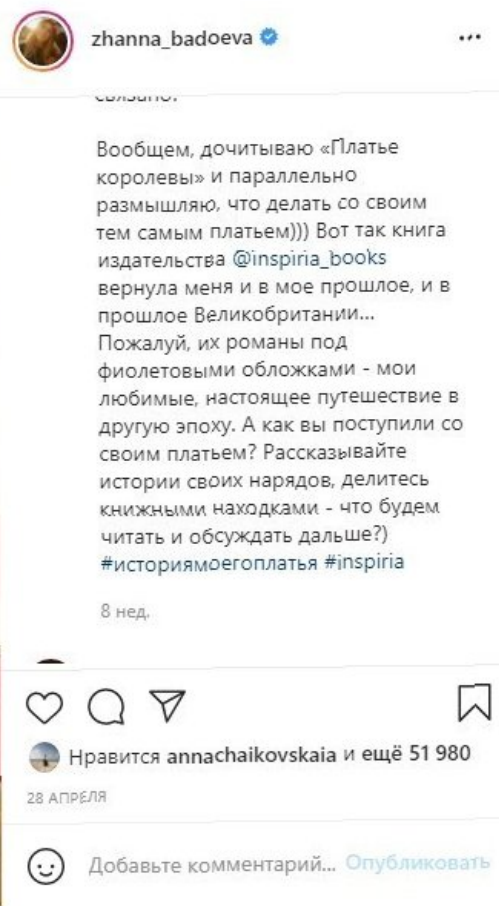 zhanna_badoeva
связано.
Вообщем, дочитываю «Платье
королевы» и параллельно
размышляю, что делать со своим
тем самым платьем))) Вот так книга
издательства @inspiria_books
вернула меня и в мое прошлое, и в
прошлое Великобритании...
Пожалуй, их романы под
фиолетовыми обложками - мои
любимые, настоящее путешествие в
другую эпоху. А как вы поступили со
своим платьем? Рассказывайте
истории своих нарядов, делитесь
книжными находками - что будем
читать и обсуждать дальше?)
#историямоегоплатья #inspiria
8 нед.
Нравится annachaikovskaia и ещё 51 980
28 АПРЕЛЯ
Добавьте комментарий... Опубликовать